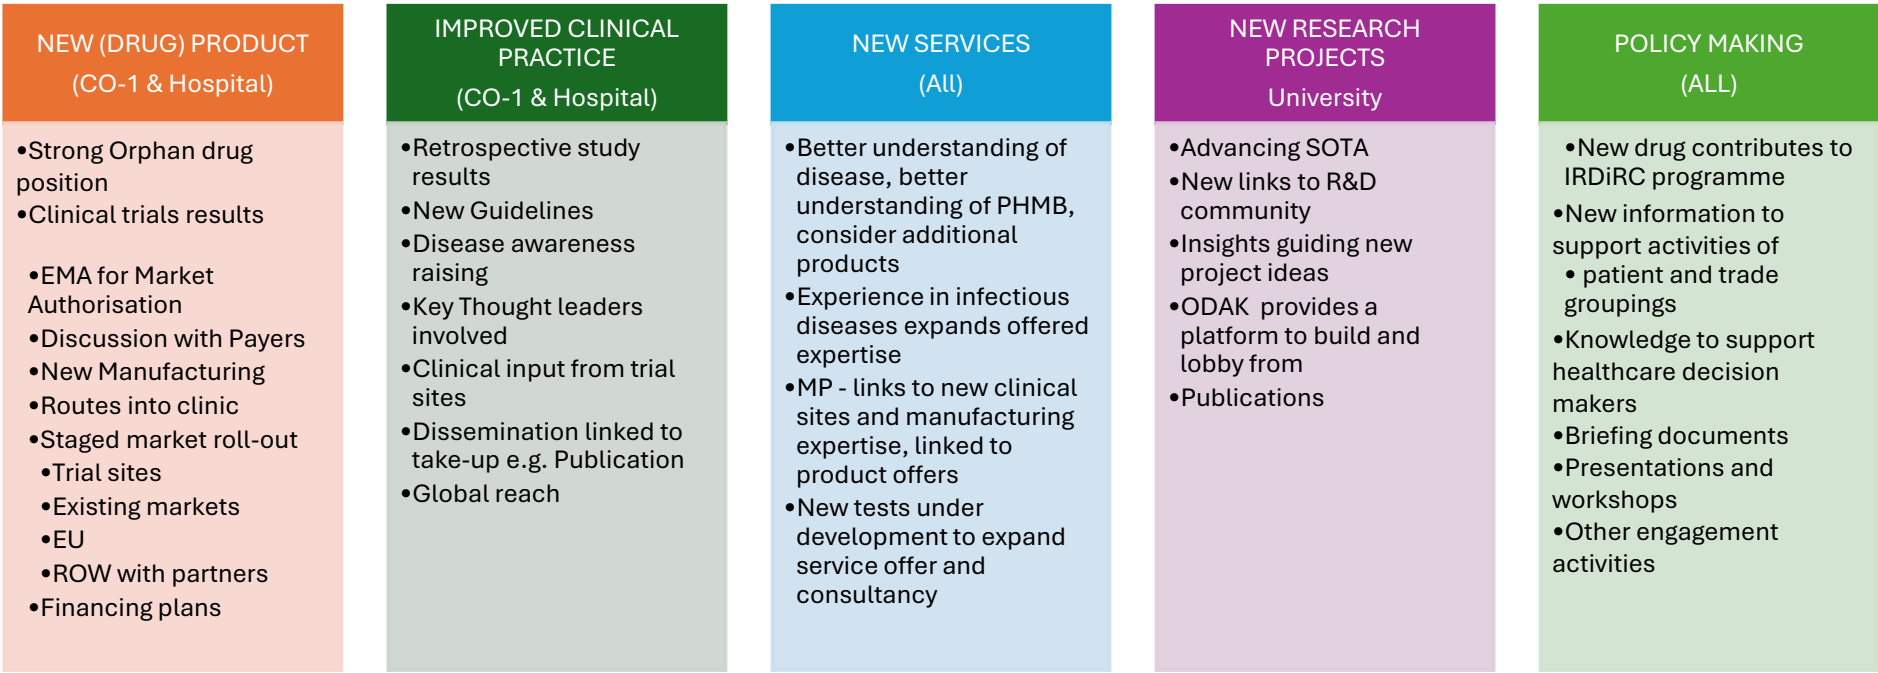 NEW (DRUG) PRODUCT
(CO-1 & Hospital)
•Strong Orphan drug
position
•Clinical trials results
•EMA for Market
Authorisation
•Discussion with Payers
•New Manufacturing
•Routes into clinic
•Staged market roll-out
•Trial sites
•Existing markets
•EU
•ROW with partners
•Financing plans
IMPROVED CLINICAL
PRACTICE
(CO-1 & Hospital)
•Retrospective study
results
•New Guidelines
•Disease awareness
raising
•Key Thought leaders
involved
•Clinical input from trial
sites
•Dissemination linked to
take-up e.g. Publication
•Global reach
NEW SERVICES
(All)
•Better understanding of
disease, better
understanding of PHMB,
consider additional
products
•Experience in infectious
diseases expands offered
expertise
•MP - links to new clinical
sites and manufacturing
expertise, linked to
product offers
•New tests under
development to expand
service offer and
consultancy
NEW RESEARCH
PROJECTS
University
•Advancing SOTA
•New links to R&D
community
•Insights guiding new
project ideas
•ODAK provides a
platform to build and
lobby from
•Publications
POLICY MAKING
(ALL)
•New drug contributes to
IRDiRC programme
•New information to
support activities of
• patient and trade
groupings
•Knowledge to support
healthcare decision
makers
•Briefing documents
•Presentations and
workshops
•Other engagement
activities